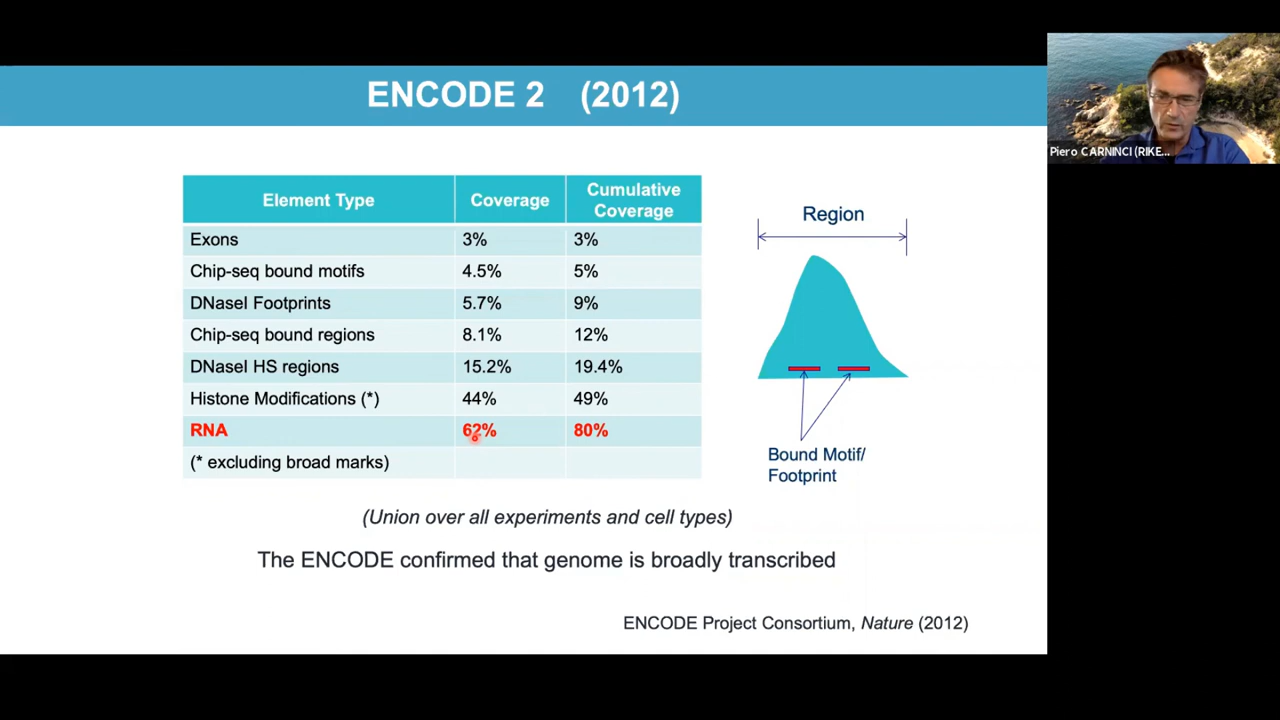 ENCODE 2 (2012)
Piero CARNINCI (RIKE...
Element Type Coverage Cumulative Coverage
Exons 3% 3%
Chip-seq bound motifs 4.5% 5%
DNaseI Footprints 5.7% 9%
Chip-seq bound regions 8.1% 12%
DNaseI HS regions 15.2% 19.4%
Histone Modifications (*) 44% 49%
RNA 62% 80%
(* excluding broad marks)
Region
Bound Motif/
Footprint
(Union over all experiments and cell types)
The ENCODE confirmed that genome is broadly transcribed
ENCODE Project Consortium, Nature (2012)